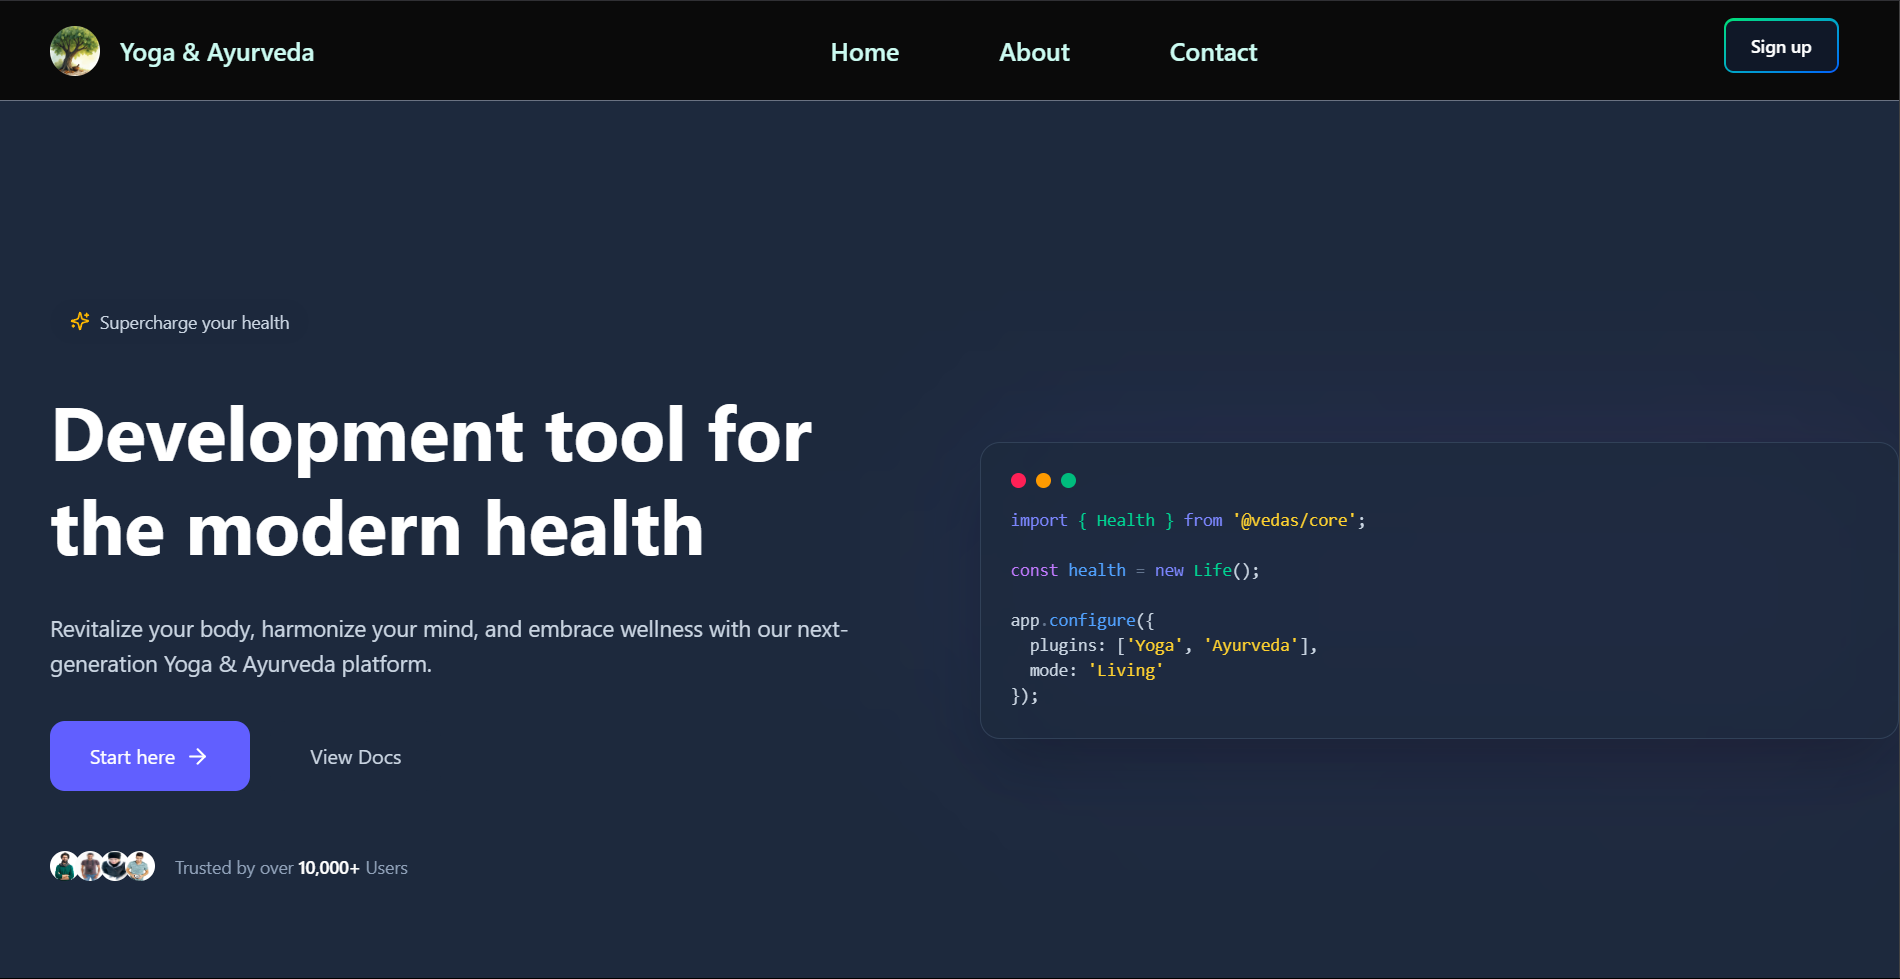 Yoga & Ayurveda
Home
About
Contact
Sign up
Supercharge your health
Development tool for
the modern health
Revitalize your body, harmonize your mind, and embrace wellness with our next-
generation Yoga & Ayurveda platform.
Start here
View Docs
Trusted by over 10,000+ Users
import { Health } from '@vedas/core';
const health = new Life();
app.configure({
  plugins: ['Yoga', 'Ayurveda'],
  mode: 'Living'
});